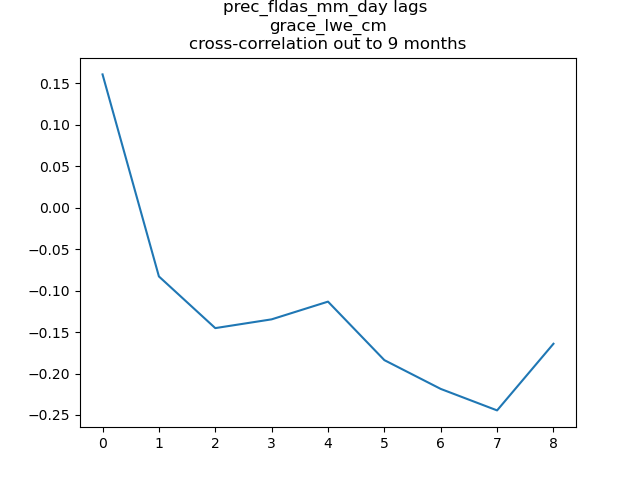 prec_fldas_mm_day lags
grace_lwe_cm
cross-correlation out to 9 months
0.15
0.10
0.05
0.00
−0.05
−0.10
−0.15
−0.20
−0.25
0 1 2 3 4 5 6 7 8